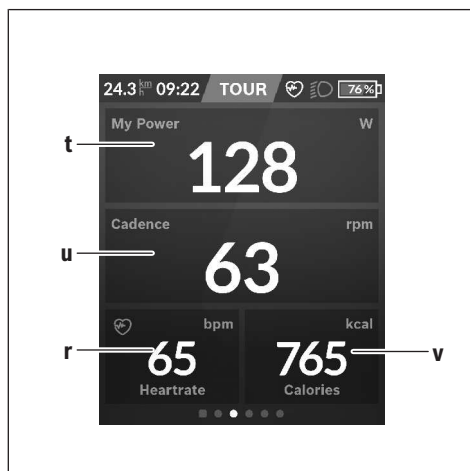 24.3 km/h 09:22 TOUR 76%
My Power W
t
128
Cadence rpm
u
63
bpm kcal
r 65 765 v
Heartrate Calories